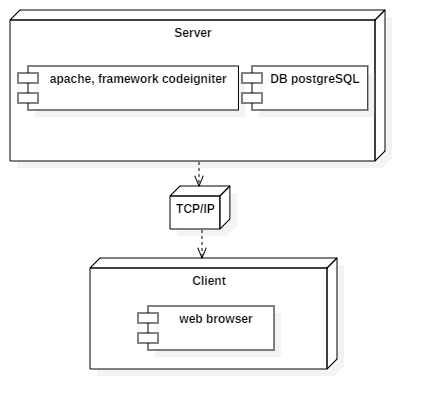 Server
apache, framework codeigniter
DB postgreSQL
TCP/IP
Client
web browser